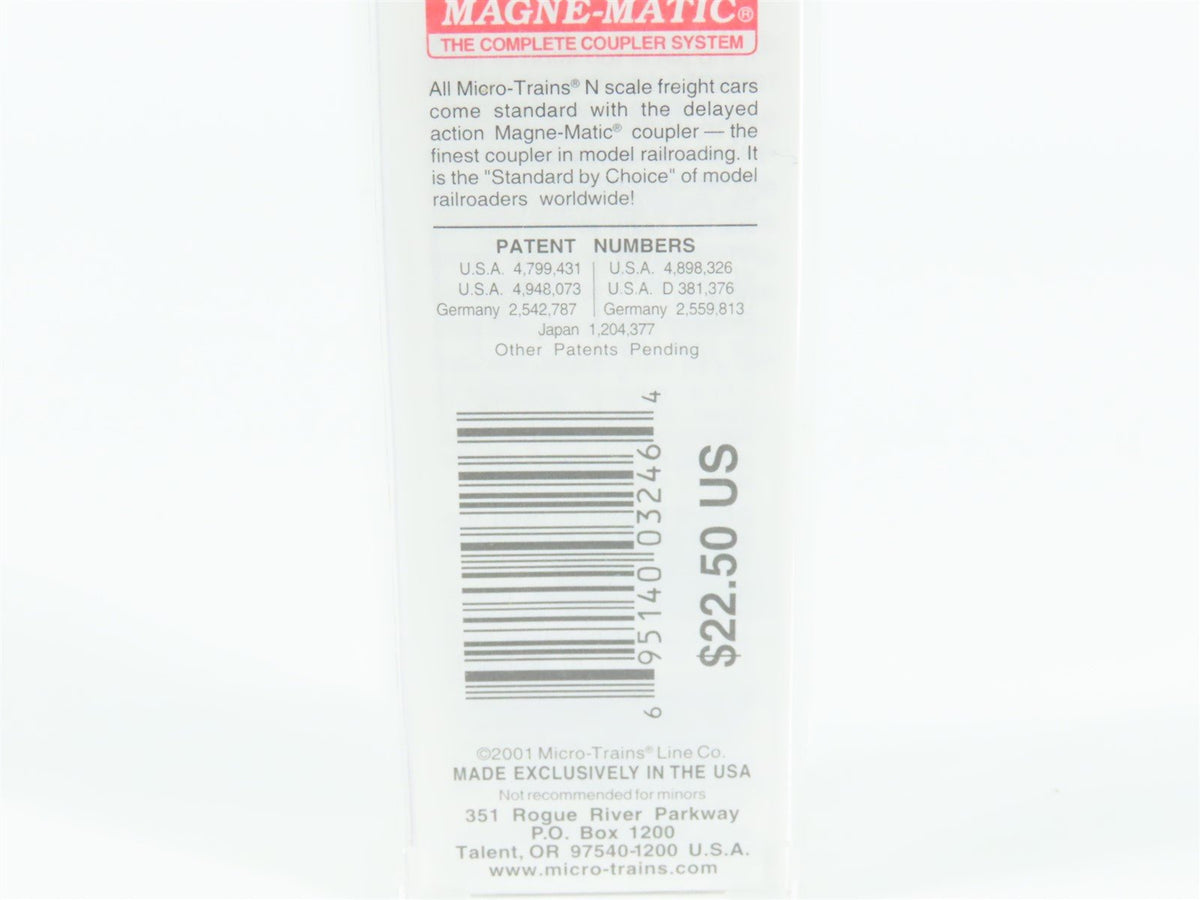 MAGNE-MATIC®
THE COMPLETE COUPLER SYSTEM
All Micro-Trains® N scale freight cars
come standard with the delayed
action Magne-Matic® coupler — the
finest coupler in model railroading. It
is the "Standard by Choice" of model
railroaders worldwide!
PATENT NUMBERS
U.S.A. 4,799,431 U.S.A. 4,898,326
U.S.A. 4,948,073 U.S.A. D 381,376
Germany 2,542,787 Germany 2,559,813
Japan 1,204,377
Other Patents Pending
6 95140 03246 4
$22.50 US
©2001 Micro-Trains® Line Co.
MADE EXCLUSIVELY IN THE USA
Not recommended for minors
351 Rogue River Parkway
P.O. Box 1200
Talent, OR 97540-1200 U.S.A.
www.micro-trains.com